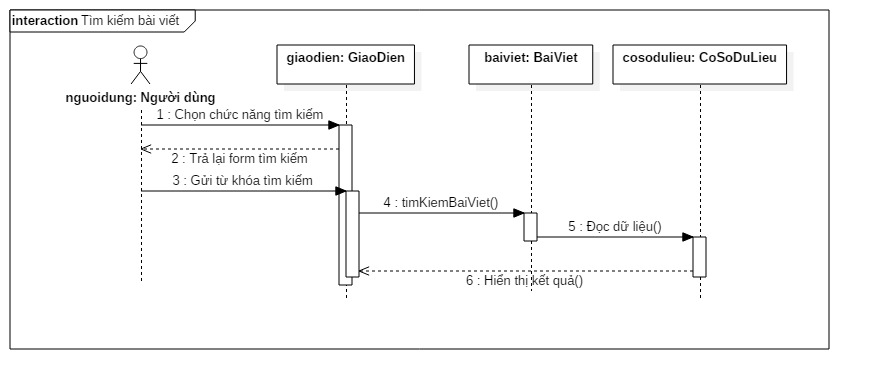 interaction Tìm kiếm bài viết
giaodien: GiaoDien
baiviet: BaiViet
cosodulieu: CoSoDuLieu
nguoidung: Người dùng
1 : Chọn chức năng tìm kiếm
2 : Trả lại form tìm kiếm
3 : Gửi từ khóa tìm kiếm
4 : timKiemBaiViet()
5 : Đọc dữ liệu()
6 : Hiển thị kết quả()